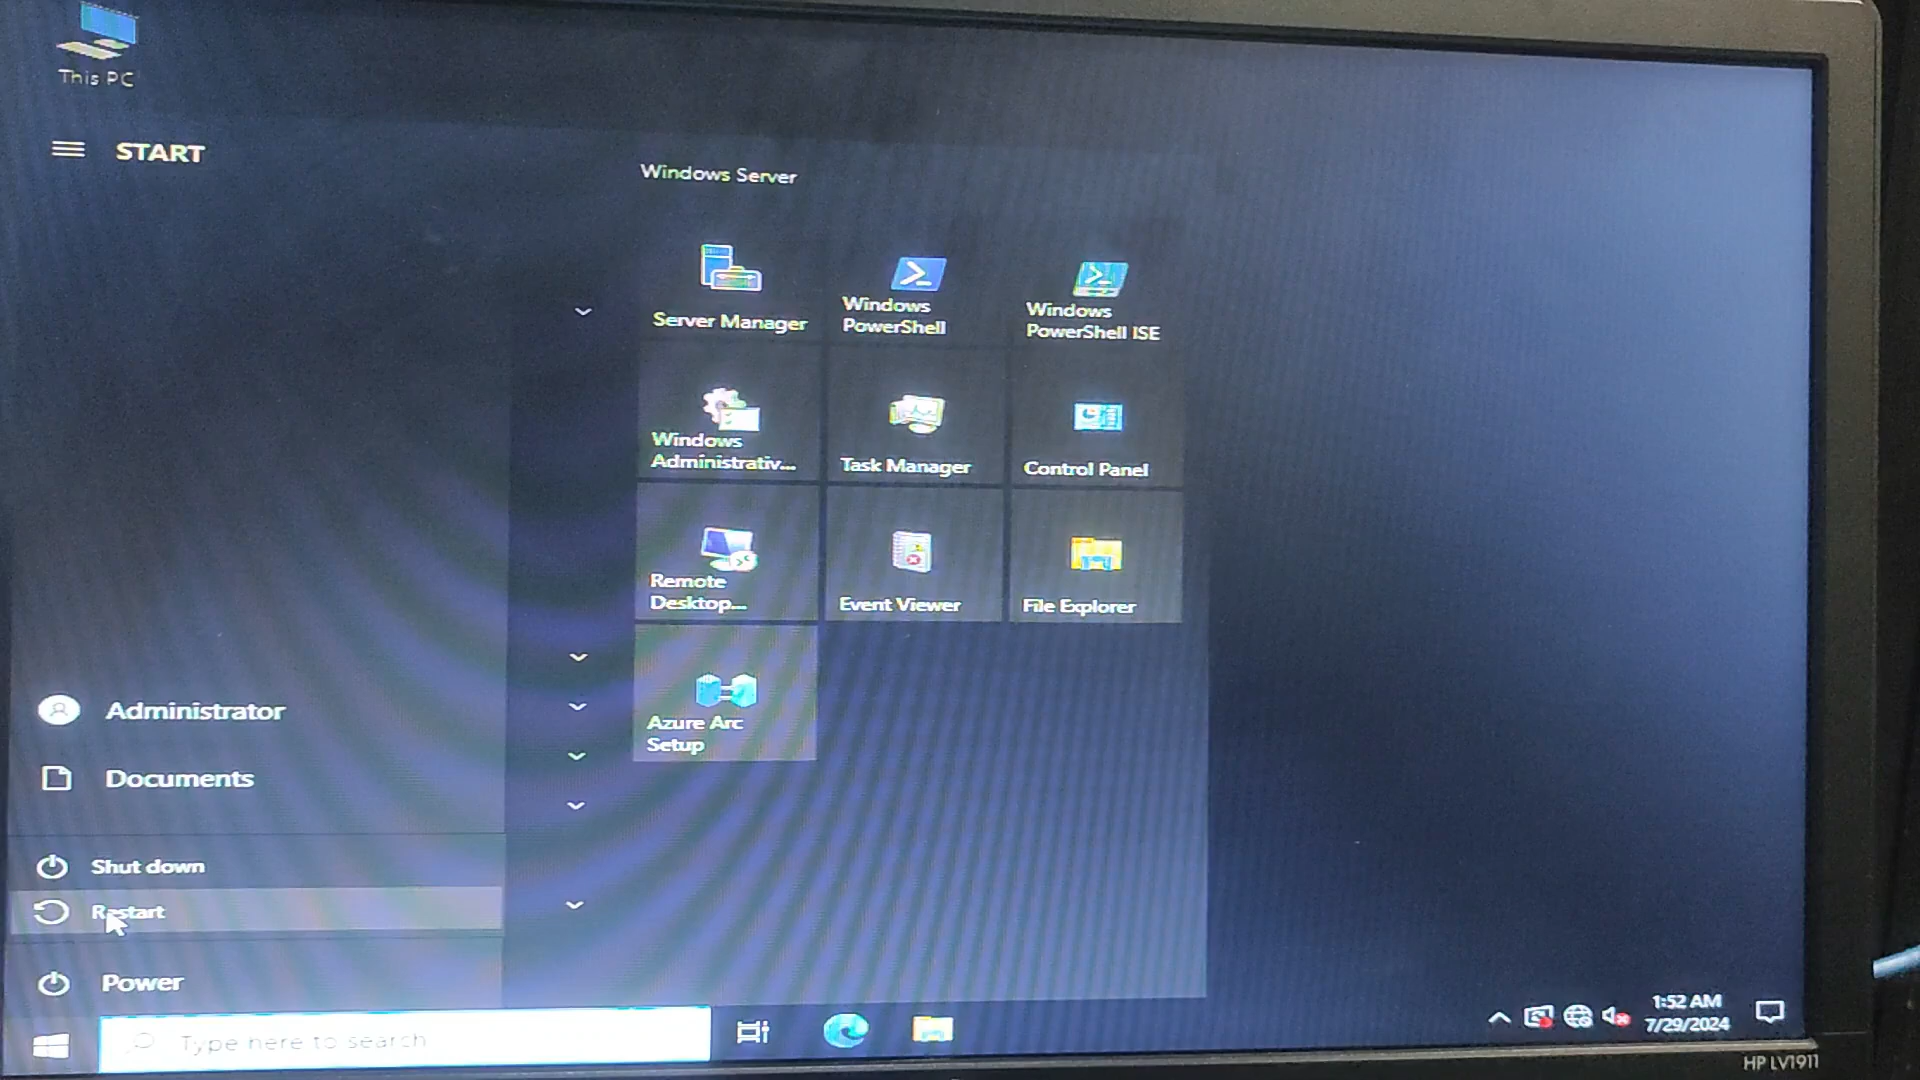 This PC
START
Windows Server
Server Manager
Windows
PowerShell
Windows
PowerShell ISE
Windows
Administrativ...
Task Manager
Control Panel
Remote
Desktop...
Event Viewer
File Explorer
Azure Arc
Setup
Administrator
Documents
Shut down
Restart
Power
Type here to search
1:52 AM
7/29/2024
HP LV1911